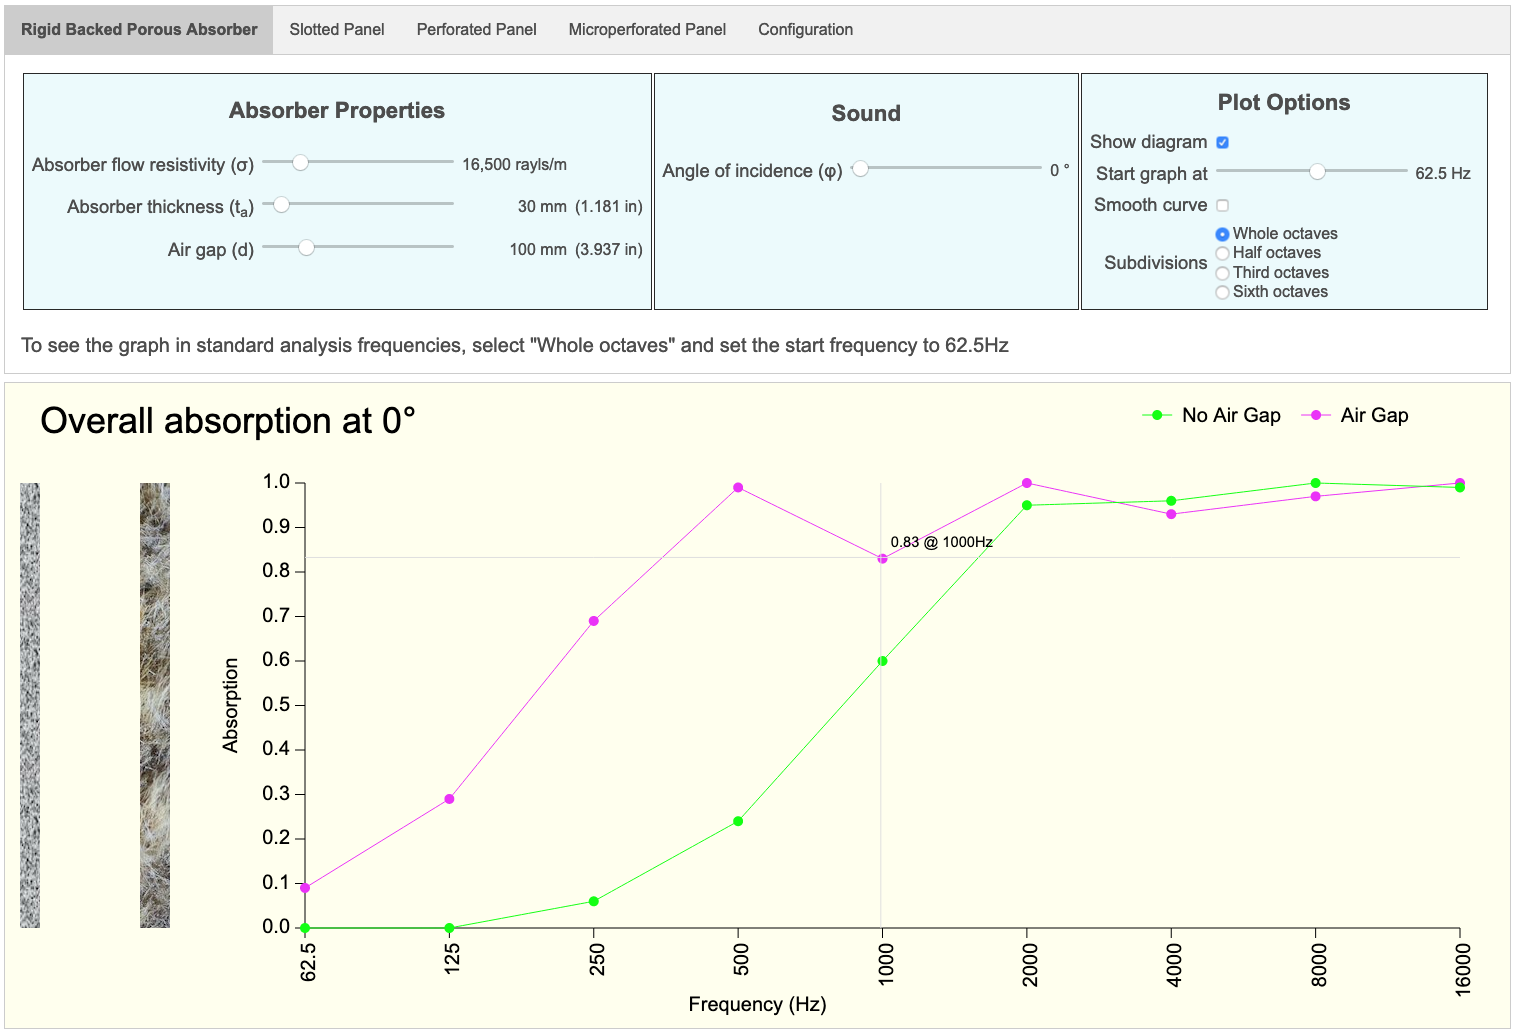 Rigid Backed Porous Absorber Slotted Panel Perforated Panel Microperforated Panel Configuration
Absorber Properties
Absorber flow resistivity (σ) 16,500 rayls/m
Absorber thickness (ta) 30 mm (1.181 in)
Air gap (d) 100 mm (3.937 in)
Sound
Angle of incidence (φ) 0 °
Plot Options
Show diagram
Start graph at 62.5 Hz
Smooth curve
Subdivisions
Whole octaves
Half octaves
Third octaves
Sixth octaves
To see the graph in standard analysis frequencies, select "Whole octaves" and set the start frequency to 62.5Hz
Overall absorption at 0°
No Air Gap Air Gap
1.0
0.9
0.83 @ 1000Hz
0.8
0.7
0.6
0.5
0.4
0.3
0.2
0.1
0.0
Absorption
62.5 125 250 500 1000 2000 4000 8000 16000
Frequency (Hz)